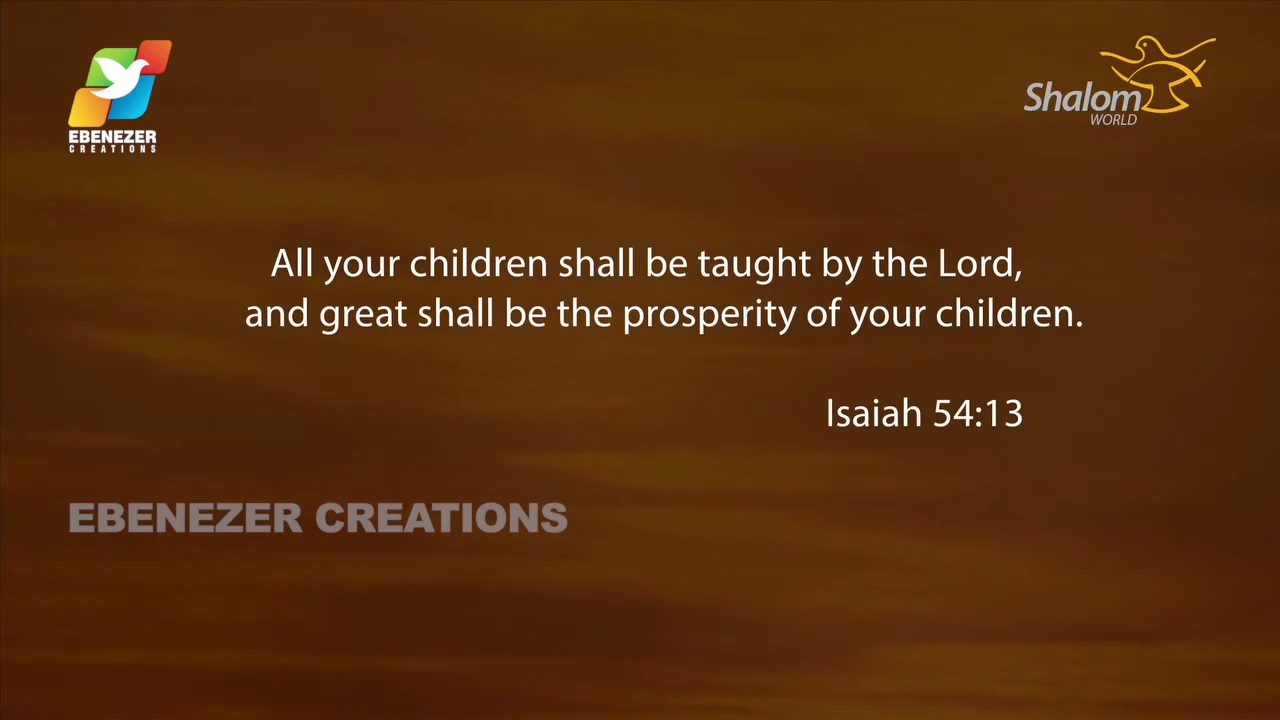 EBENEZER
CREATIONS
Shalom
WORLD
All your children shall be taught by the Lord,
and great shall be the prosperity of your children.
Isaiah 54:13
EBENEZER CREATIONS